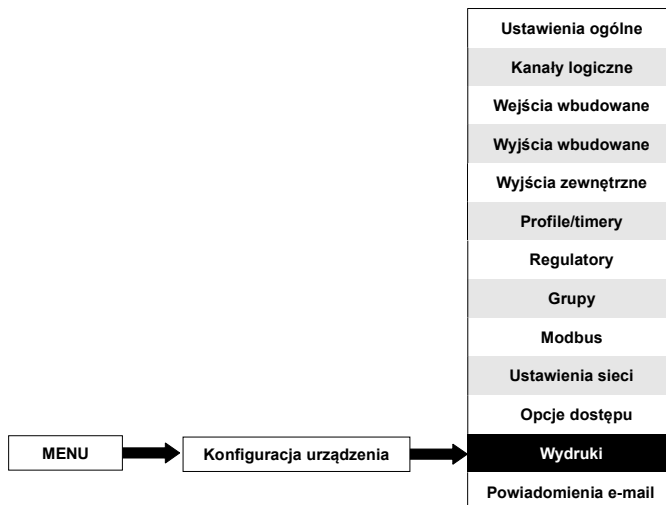 Ustawienia ogólne
Kanały logiczne
Wejścia wbudowane
Wyjścia wbudowane
Wyjścia zewnętrzne
Profile/timery
Regulatory
Grupy
Modbus
Ustawienia sieci
Opcje dostępu
MENU
Konfiguracja urządzenia
Wydruki
Powiadomienia e-mail